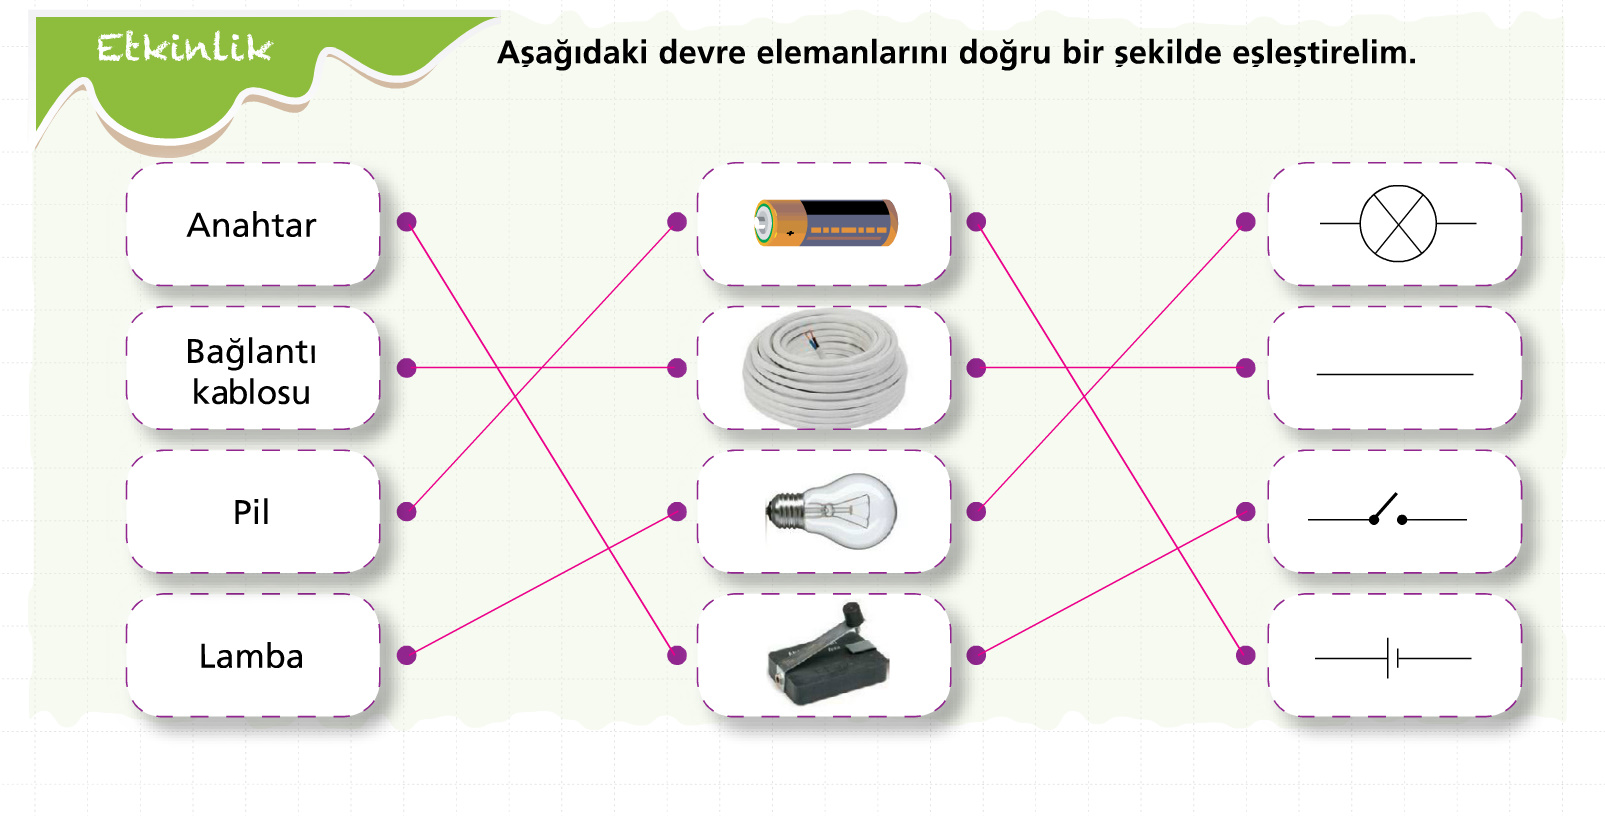 Etkinlik
Aşağıdaki devre elemanlarını doğru bir şekilde eşleştirelim.
Anahtar
Bağlantı
kablosu
Pil
Lamba
+